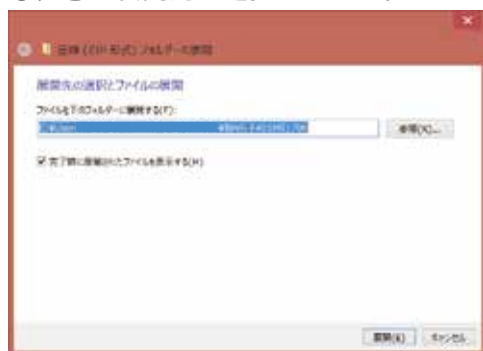 圧縮 (ZIP 形式) フォルダーの展開
展開先の選択とファイルの展開
ファイルを下のフォルダーに展開する(F):
参照(R)...
完了時に展開されたファイルを表示する(H)
展開(E)
キャンセル